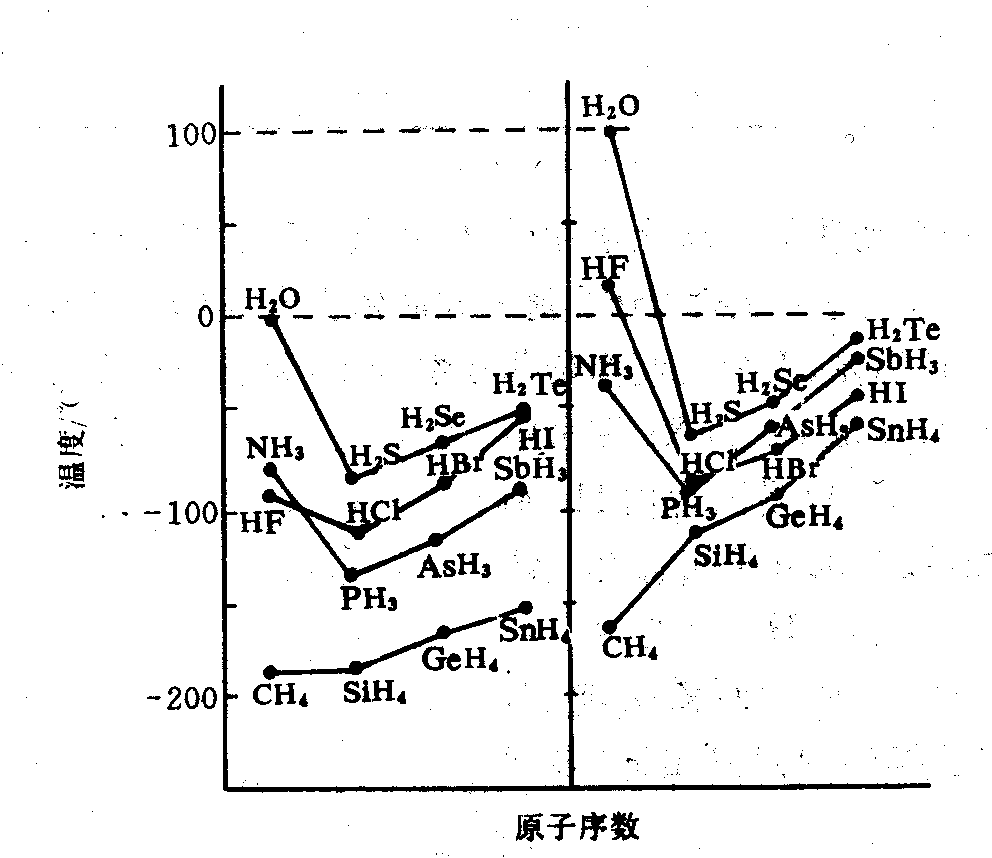 H₂O
100
HF
H₂O
0
H₂Te
SbH₃
NH₃
H₂Te
H₂Se
HI
H₂Se
H₂S
AsH₃
SnH₄
NH₃
H₂S
HI
HBr
SbH₃
HCl
HBr
HF
HCl
-100
PH₃
GeH₄
AsH₃
SiH₄
PH₃
SnH₄
CH₄
GeH₄
CH₄
SiH₄
-200
温度/
原子序数